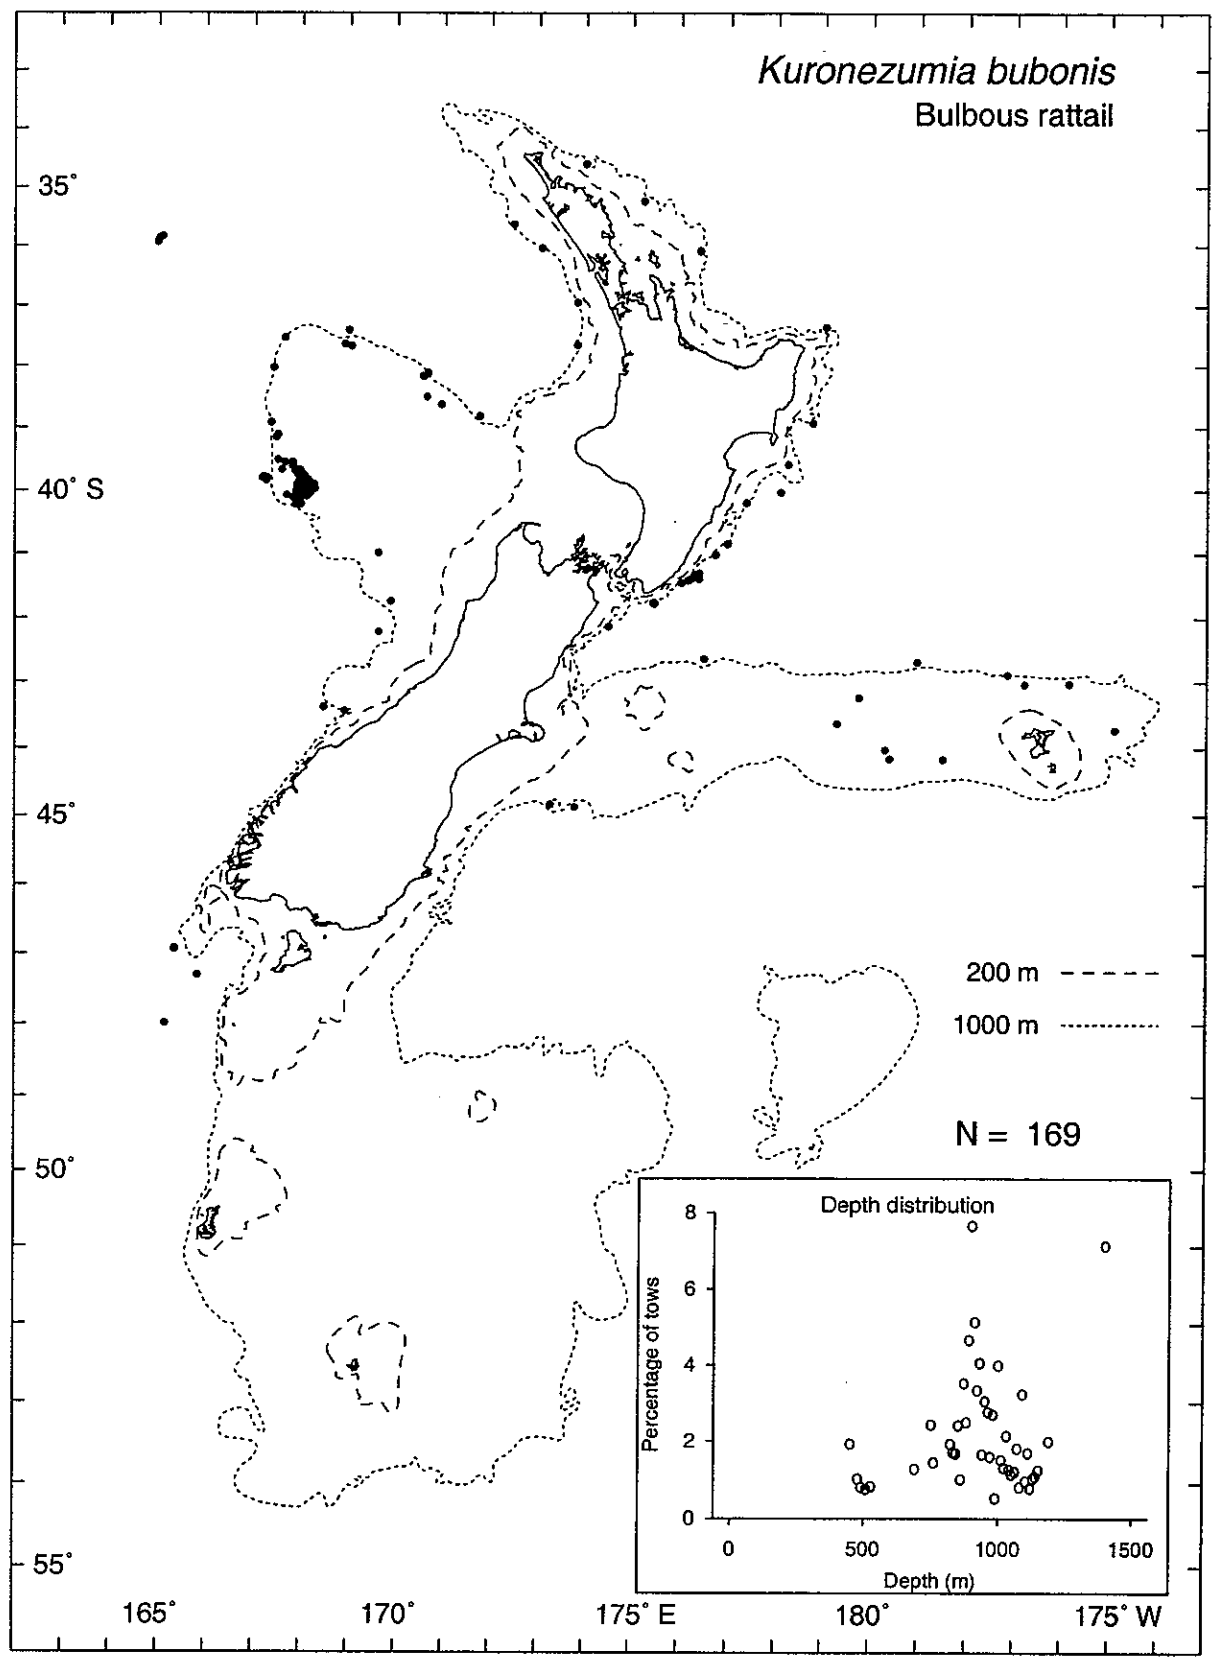 Kuronezumia bubonis
Bulbous rattail
35°
40° S
45°
200 m
1000 m
N = 169
50°
Depth distribution
8
6
4
2
0
Percentage of tows
0 500 1000 1500
Depth (m)
55°
165° 170° 175° E 180° 175° W